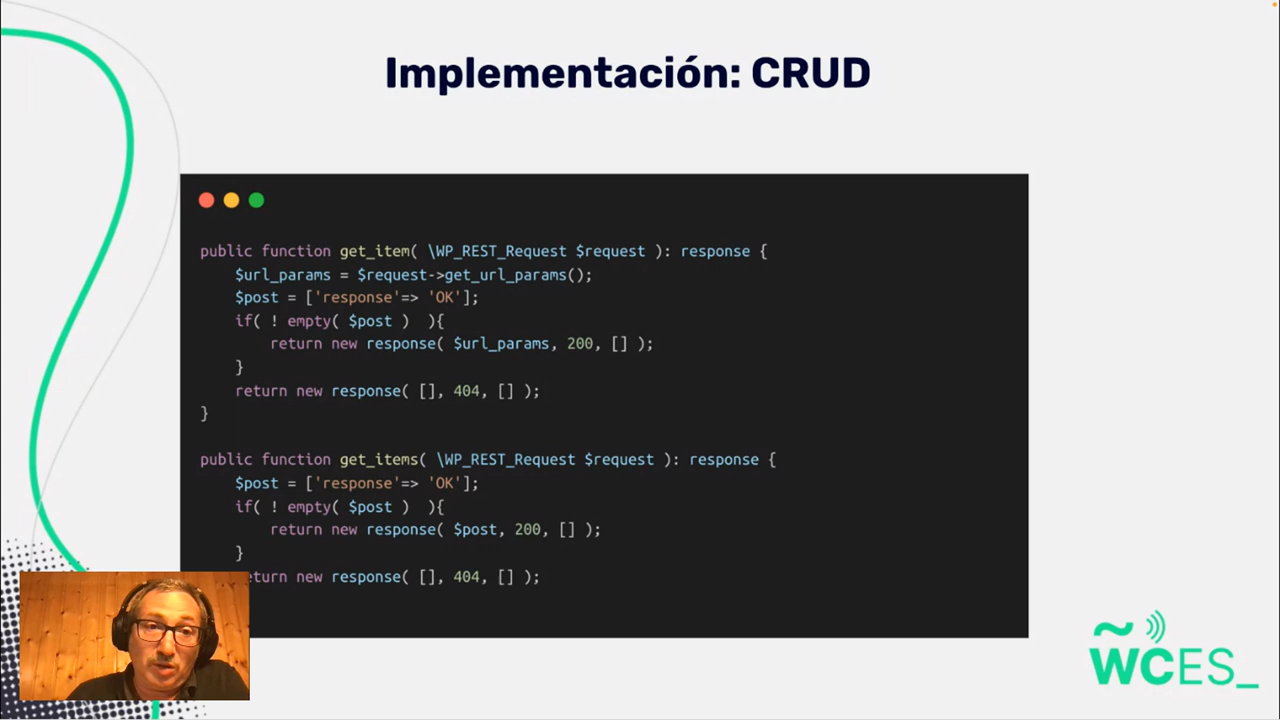 Implementación: CRUD
public function get_item( \WP_REST_Request $request ): response {
    $url_params = $request->get_url_params();
    $post = ['response'=> 'OK'];
    if( ! empty( $post )  ){
        return new response( $url_params, 200, [] );
    }
    return new response( [], 404, [] );
}
public function get_items( \WP_REST_Request $request ): response {
    $post = ['response'=> 'OK'];
    if( ! empty( $post )  ){
        return new response( $post, 200, [] );
    }
    eturn new response( [], 404, [] );
~
WCES_